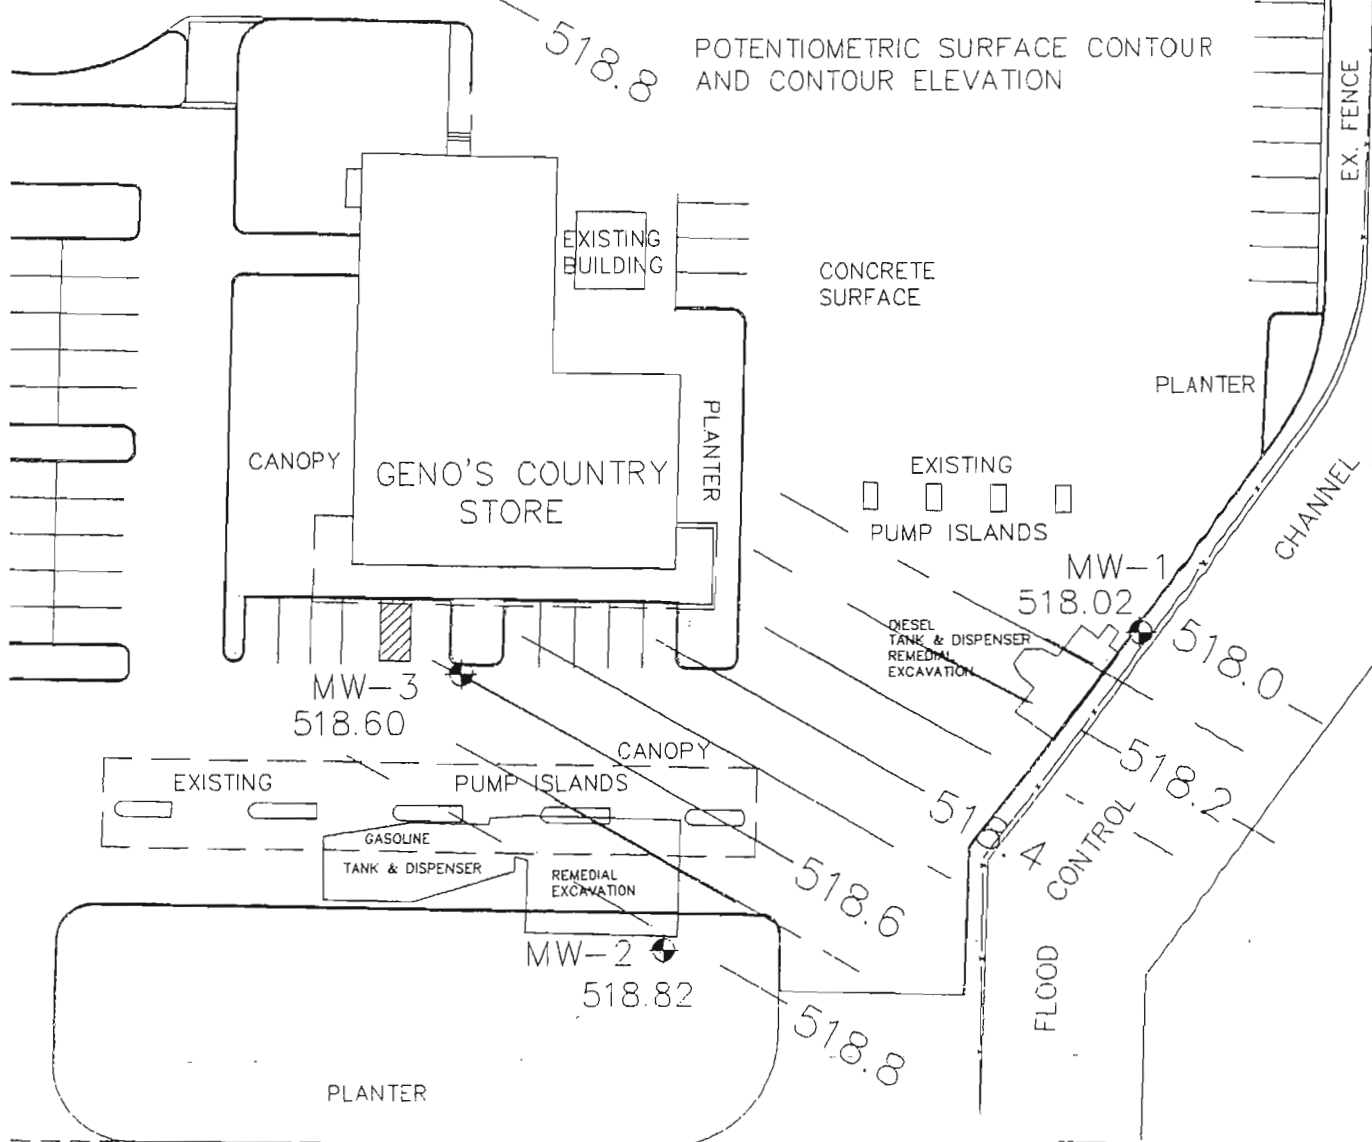 518.8
POTENTIOMETRIC SURFACE CONTOUR
AND CONTOUR ELEVATION
EX. FENCE
EXISTING
BUILDING
CONCRETE
SURFACE
PLANTER
PLANTER
CANOPY
GENO'S COUNTRY
STORE
EXISTING
PUMP ISLANDS
CHANNEL
MW-1
518.02
DIESEL
TANK & DISPENSER
REMEDIAL
EXCAVATION
518.0
MW-3
518.60
518.2
CANOPY
EXISTING
PUMP ISLANDS
51 .4
CONTROL
GASOLINE
TANK & DISPENSER
REMEDIAL
EXCAVATION
518.6
MW-2
518.82
FLOOD
518.8
PLANTER